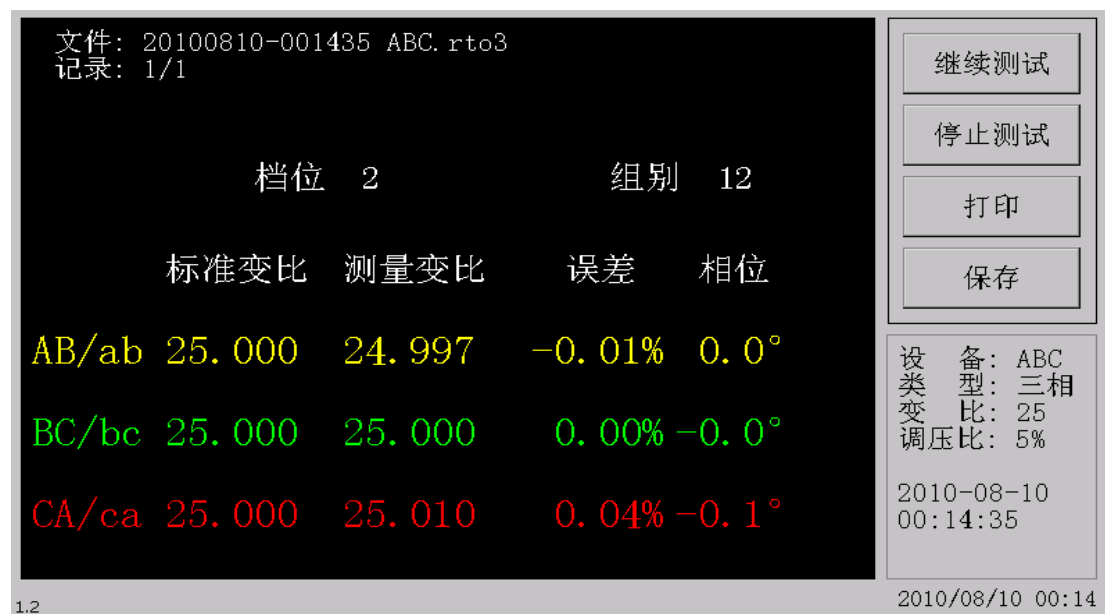 文件: 20100810-001435 ABC.rto3
记录: 1/1
档位 2 组别 12
标准变比 测量变比 误差 相位
AB/ab 25.000 24.997 -0.01% 0.0°
BC/bc 25.000 25.000 0.00% -0.0°
CA/ca 25.000 25.010 0.04% -0.1°
继续测试
停止测试
打印
保存
设 备: ABC
类 型: 三相
变 比: 25
调压比: 5%
2010-08-10
00:14:35
1.2
2010/08/10 00:14